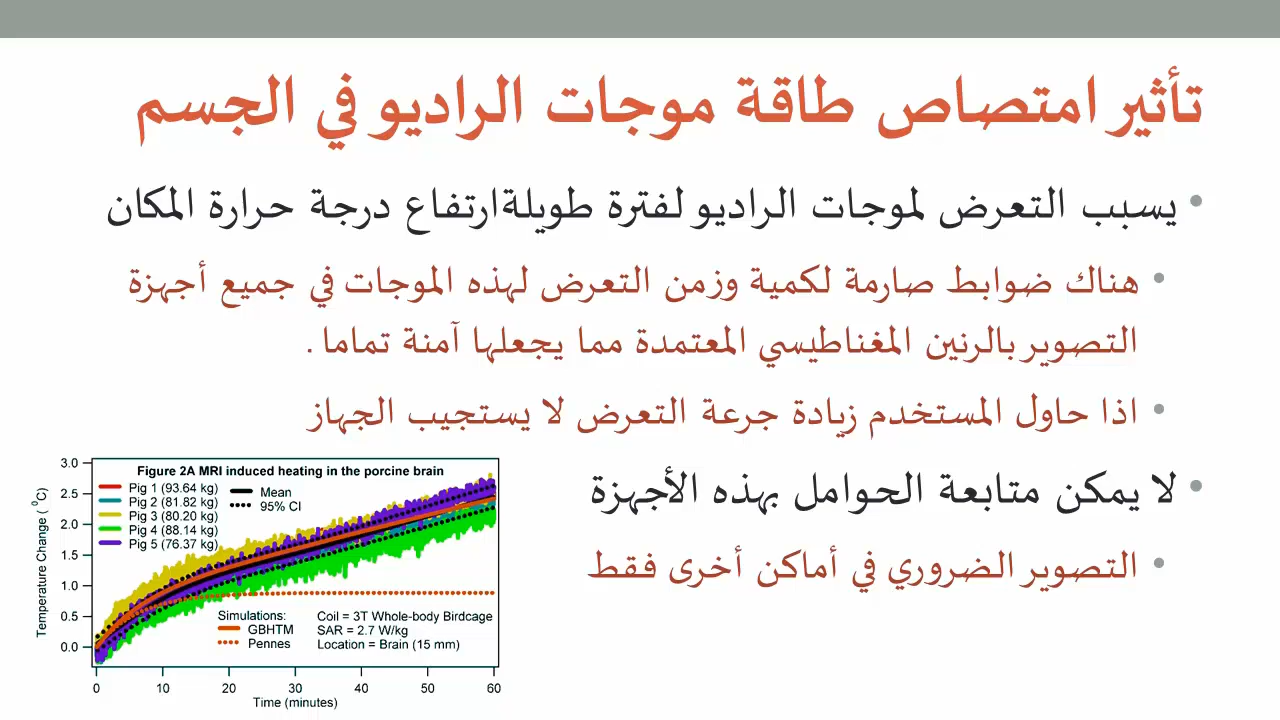 تأثير امتصاص طاقة موجات الراديو في الجسم
• يسبب التعرض لموجات الراديو لفترة طويلة ارتفاع درجة حرارة المكان
• هناك ضوابط صارمة لكمية وزمن التعرض لهذه الموجات في جميع أجهزة
التصوير بالرنين المغناطيسي المعتمدة مما يجعلها آمنة تماما .
• اذا حاول المستخدم زيادة جرعة التعرض لا يستجيب الجهاز
• لا يمكن متابعة الحوامل بهذه الأجهزة
• التصوير الضروري في أماكن أخرى فقط
Figure 2A MRI induced heating in the porcine brain
Pig 1 (93.64 kg)
Pig 2 (81.82 kg)
Pig 3 (80.20 kg)
Pig 4 (88.14 kg)
Pig 5 (76.37 kg)
Mean
95% CI
Simulations:
GBHTM
Pennes
Coil = 3T Whole-body Birdcage
SAR = 2.7 W/kg
Location = Brain (15 mm)
Temperature Change (⁰C)
3.0
2.5
2.0
1.5
1.0
0.5
0.0
0 10 20 30 40 50 60
Time (minutes)